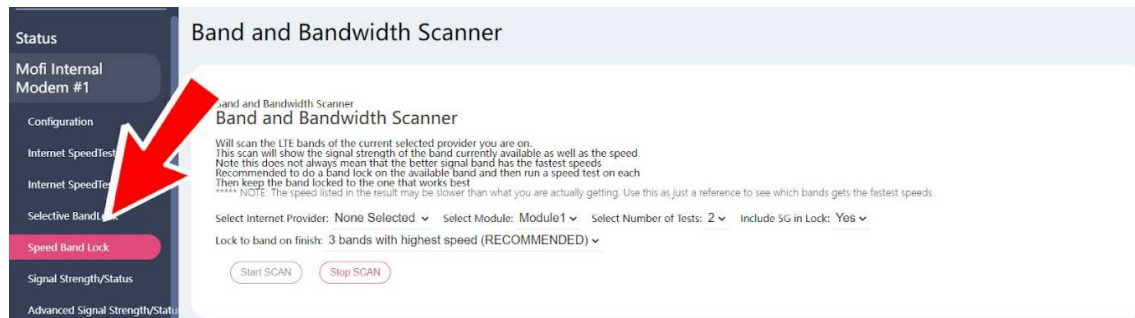 Status
Mofi Internal
Modem #1
Configuration
Internet SpeedTest
Internet SpeedTe
Selective BandL
Speed Band Lock
Signal Strength/Status
Advanced Signal Strength/Statu
Band and Bandwidth Scanner
Band and Bandwidth Scanner
Band and Bandwidth Scanner
Will scan the LTE bands of the current selected provider you are on.
This scan will show the signal strength of the band currently available as well as the speed
Note this does not always mean that the better signal band has the fastest speeds
Recommended to do a band lock on the available band and then run a speed test on each
Then keep the band locked to the one that works best
***** NOTE: The speed listed in the result may be slower than what you are actually getting. Use this as just a reference to see which bands gets the fastest speeds.
Select Internet Provider: None Selected Select Module: Module1 Select Number of Tests: 2 Include 5G in Lock: Yes
Lock to band on finish: 3 bands with highest speed (RECOMMENDED)
Start SCAN Stop SCAN